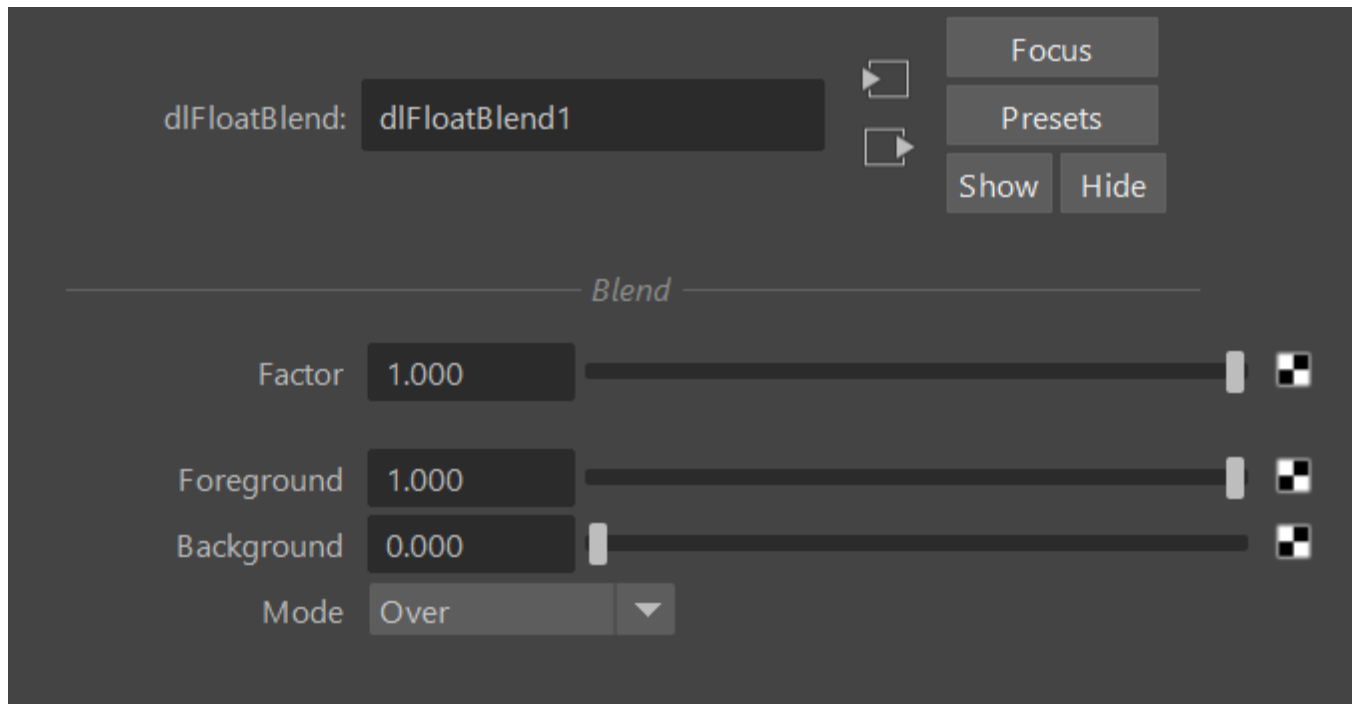 Focus
dlFloatBlend: dlFloatBlend1
Presets
Show Hide
Blend
Factor 1.000
Foreground 1.000
Background 0.000
Mode Over